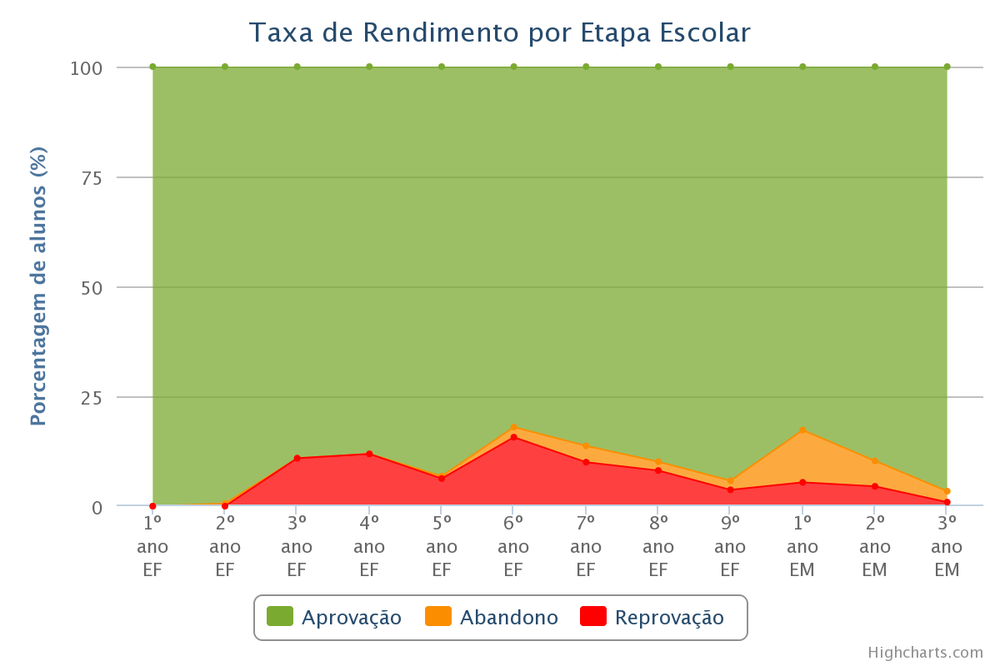 Taxa de Rendimento por Etapa Escolar
Porcentagem de alunos (%)
100
75
50
25
0
1º ano EF
2º ano EF
3º ano EF
4º ano EF
5º ano EF
6º ano EF
7º ano EF
8º ano EF
9º ano EF
1º ano EM
2º ano EM
3º ano EM
Aprovação
Abandono
Reprovação
Highcharts.com